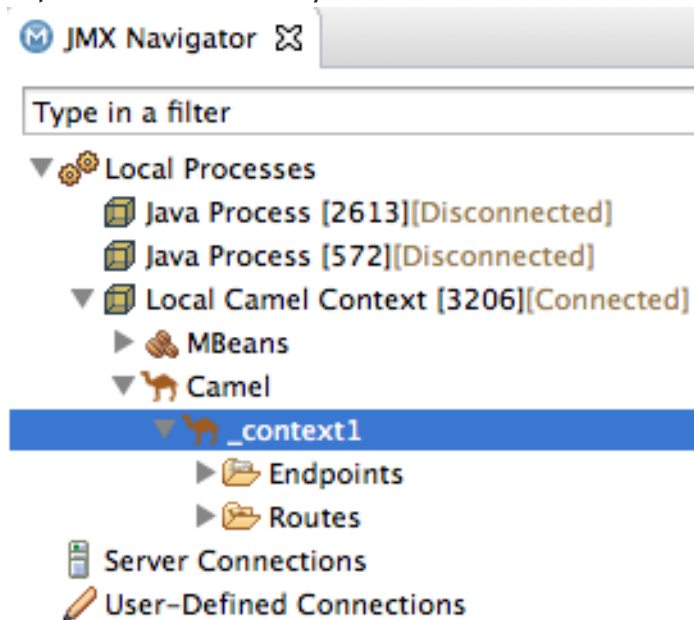 JMX Navigator
Type in a filter
Local Processes
Java Process [2613][Disconnected]
Java Process [572][Disconnected]
Local Camel Context [3206][Connected]
MBeans
Camel
_context1
Endpoints
Routes
Server Connections
User-Defined Connections